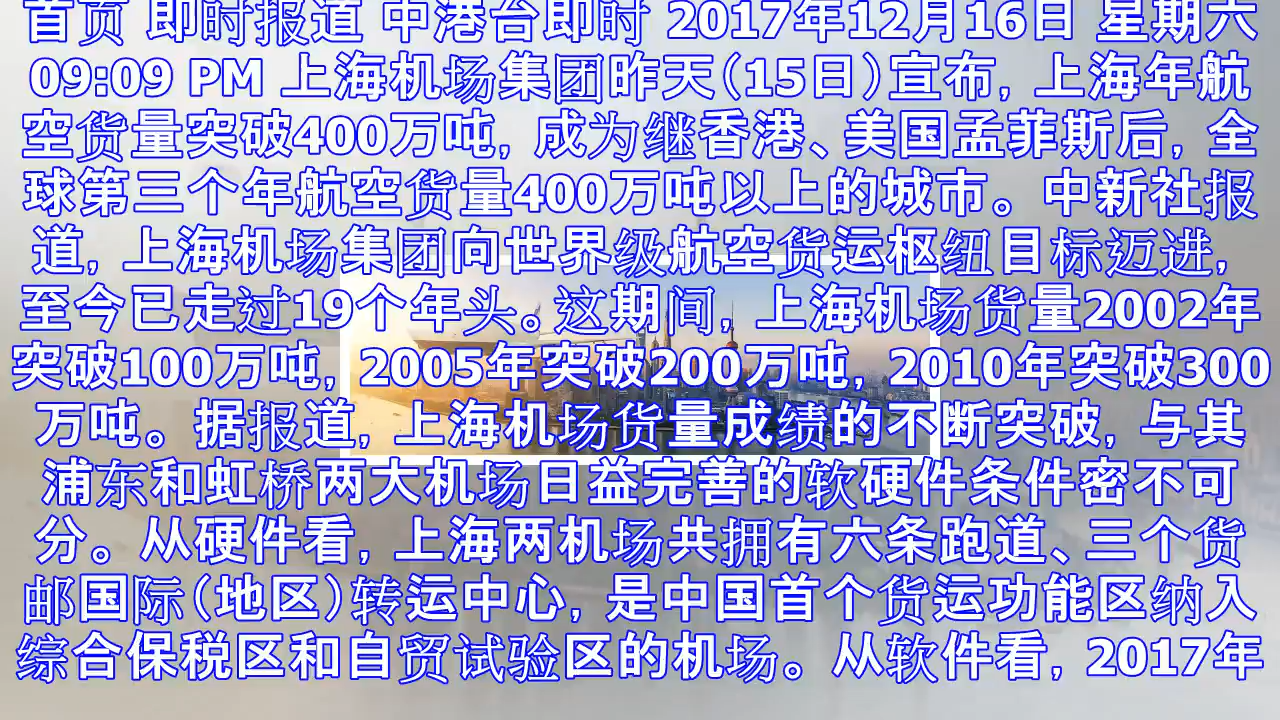 首页 即时报道 中港台即时 2017年12月16日 星期六
09:09 PM 上海机场集团昨天(15日)宣布, 上海年航
空货量突破400万吨, 成为继香港、美国孟菲斯后, 全
球第三个年航空货量400万吨以上的城市。中新社报
道, 上海机场集团向世界级航空货运枢纽目标迈进,
至今已走过19个年头。这期间, 上海机场货量2002年
突破100万吨, 2005年突破200万吨, 2010年突破300
万吨。据报道, 上海机场货量成绩的不断突破, 与其
浦东和虹桥两大机场日益完善的软硬件条件密不可
分。从硬件看, 上海两机场共拥有六条跑道、三个货
邮国际(地区)转运中心, 是中国首个货运功能区纳入
综合保税区和自贸试验区的机场。从软件看, 2017年